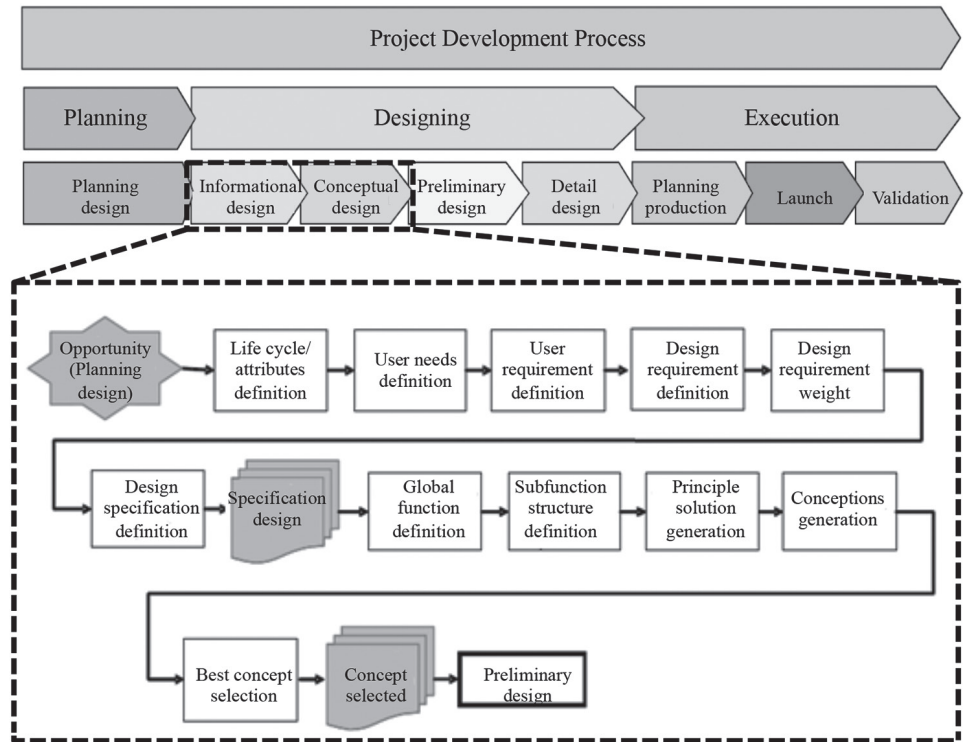 Project Development Process
Planning
Designing
Execution
Planning
design
Informational
design
Conceptual
design
Preliminary
design
Detail
design
Planning
production
Launch
Validation
Opportunity
(Planning
design)
Life cycle/
attributes
definition
User needs
definition
User
requirement
definition
Design
requirement
definition
Design
requirement
weight
Design
specification
definition
Specification
design
Global
function
definition
Subfunction
structure
definition
Principle
solution
generation
Conceptions
generation
Best concept
selection
Concept
selected
Preliminary
design